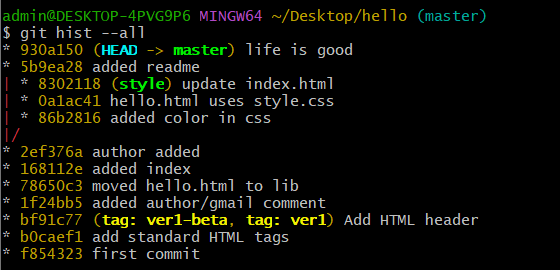 admin@DESKTOP-4PVG9P6 MINGW64 ~/Desktop/hello (master)
$ git hist --all
* 930a150 (HEAD -> master) life is good
* 5b9ea28 added readme
| * 8302118 (style) update index.html
| * 0a1ac41 hello.html uses style.css
| * 86b2816 added color in css
|/
* 2ef376a author added
* 168112e added index
* 78650c3 moved hello.html to lib
* 1f24bb5 added author/gmail comment
* bf91c77 (tag: ver1-beta, tag: ver1) Add HTML header
* b0caef1 add standard HTML tags
* f854323 first commit